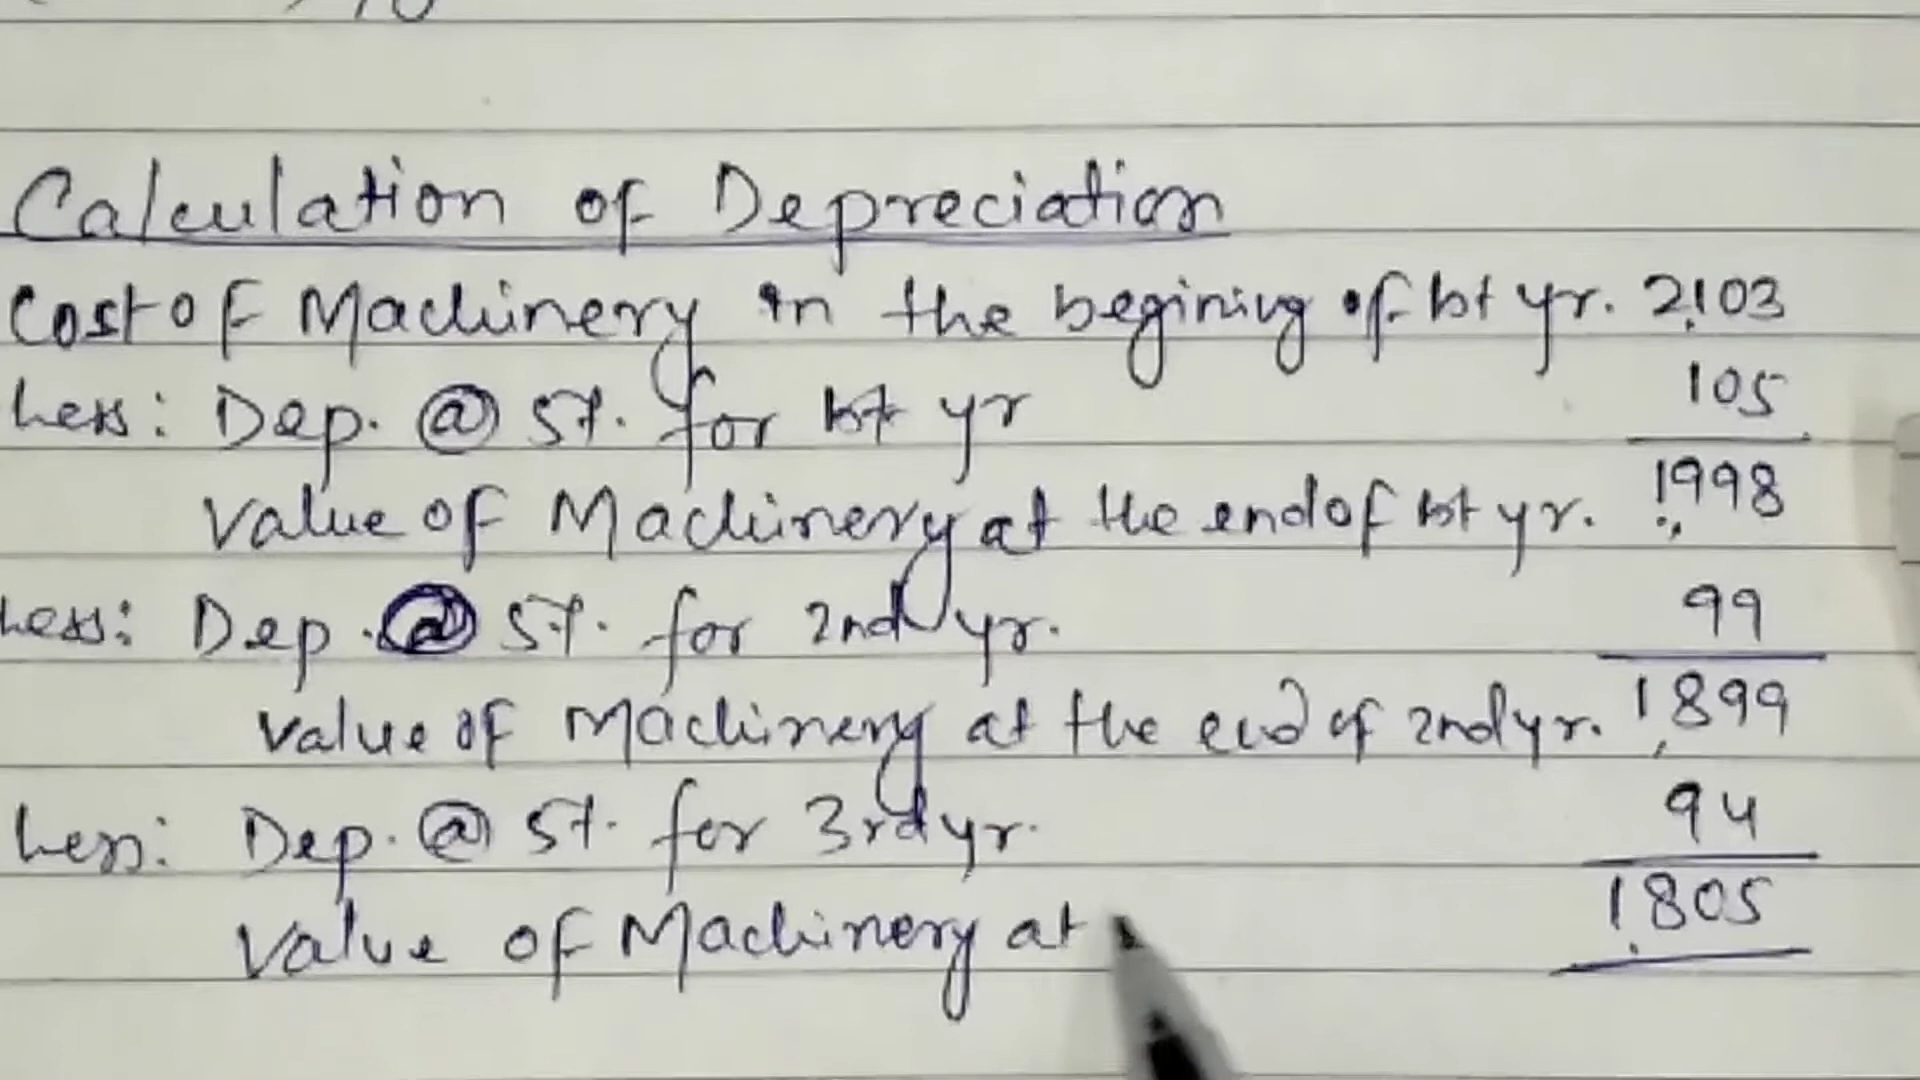 Calculation of Depreciation
Cost of Machinery in the begining of 1st yr. 2103
Less: Dep. @ 5%. for 1st yr 105
Value of Machinery at the end of 1st yr. 1998
Less: Dep. @ 5%. for 2nd yr. 99
Value of Machinery at the end of 2nd yr. 1899
Less: Dep. @ 5%. for 3rd yr. 94
Value of Machinery at 1805